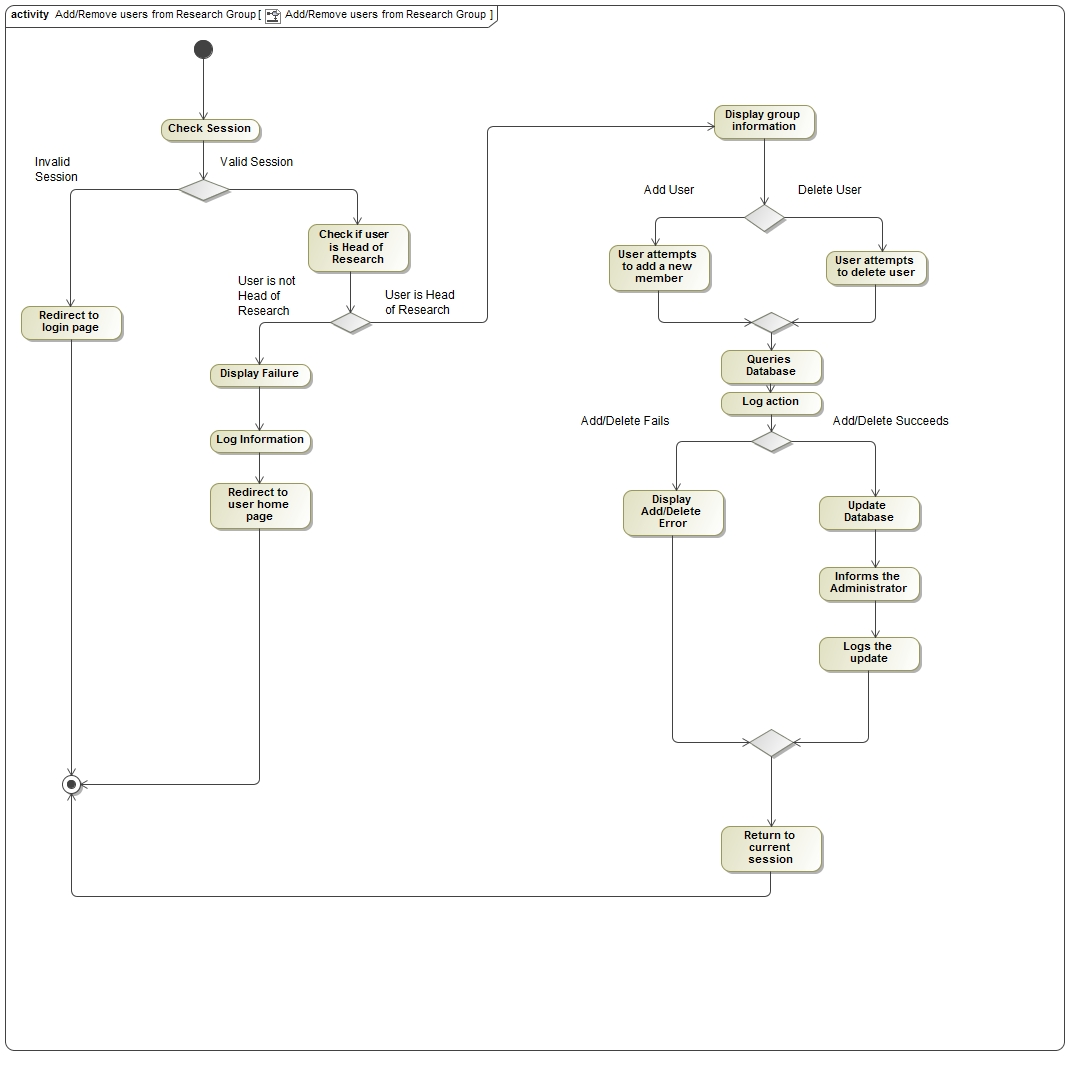 activity Add/Remove users from Research Group [ Add/Remove users from Research Group ]
Check Session
Invalid
Session
Valid Session
Check if user
is Head of
Research
User is not
Head of
Research
User is Head
of Research
Redirect to
login page
Display Failure
Log Information
Redirect to
user home
page
Display group
information
Add User
Delete User
User attempts
to add a new
member
User attempts
to delete user
Queries
Database
Log action
Add/Delete Fails
Add/Delete Succeeds
Display
Add/Delete
Error
Update
Database
Informs the
Administrator
Logs the
update
Return to
current
session